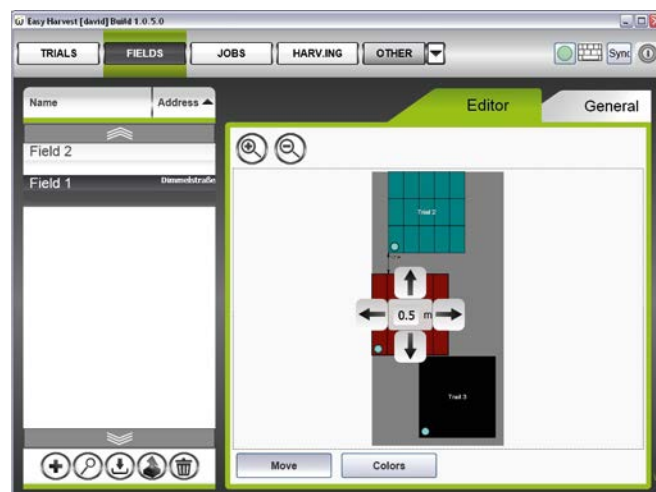 Easy Harvest [david] Build 1.0.5.0
TRIALS FIELDS JOBS HARV.ING OTHER Sync
Name Address
Editor General
Field 2
Field 1 Dimmelstraße
Trial 2
0.5 m
Trial 3
Move Colors